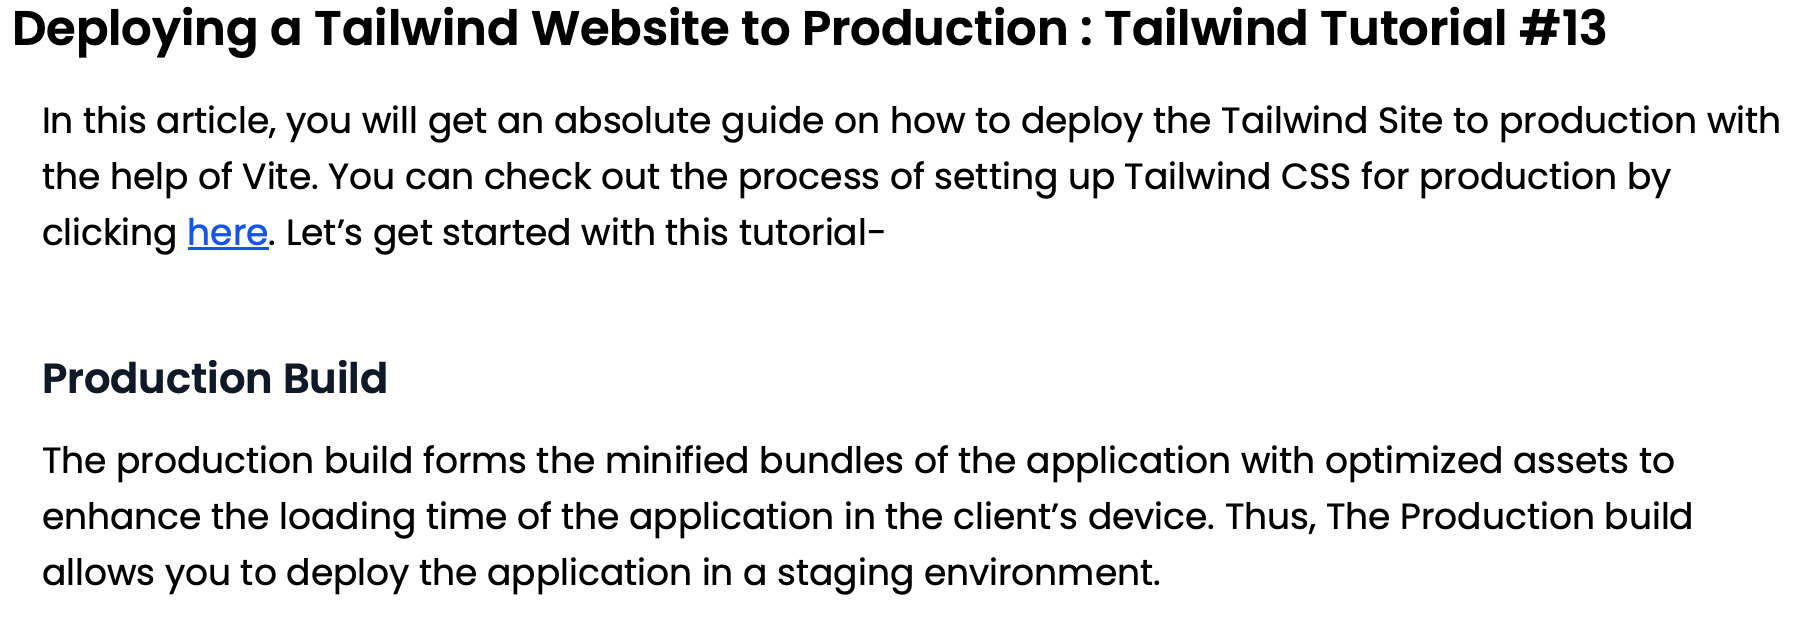 Deploying a Tailwind Website to Production : Tailwind Tutorial #13
In this article, you will get an absolute guide on how to deploy the Tailwind Site to production with
the help of Vite. You can check out the process of setting up Tailwind CSS for production by
clicking here. Let’s get started with this tutorial-
Production Build
The production build forms the minified bundles of the application with optimized assets to
enhance the loading time of the application in the client’s device. Thus, The Production build
allows you to deploy the application in a staging environment.